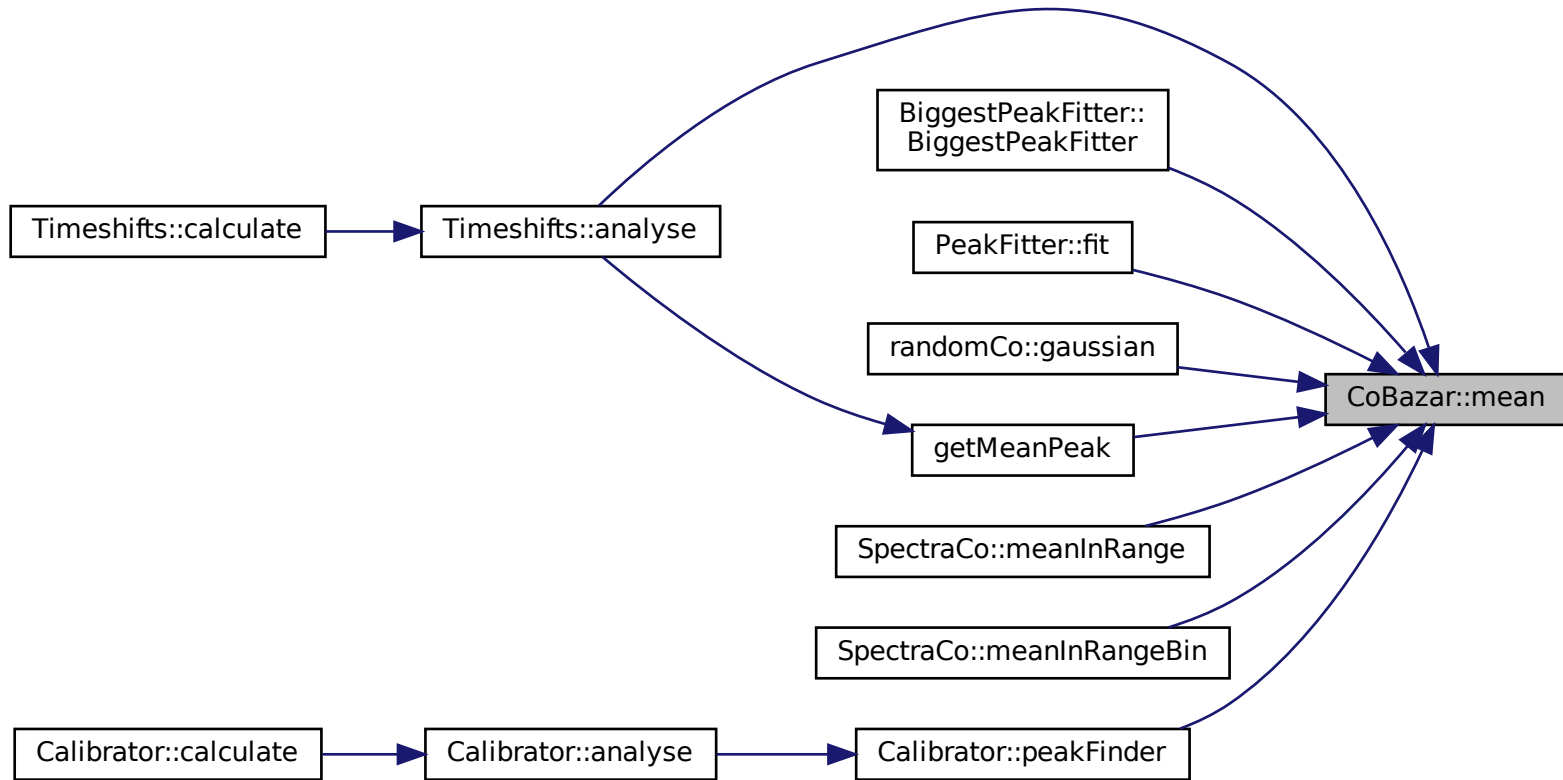 BiggestPeakFitter::
BiggestPeakFitter
Timeshifts::calculate
Timeshifts::analyse
PeakFitter::fit
randomCo::gaussian
CoBazar::mean
getMeanPeak
SpectraCo::meanInRange
SpectraCo::meanInRangeBin
Calibrator::calculate
Calibrator::analyse
Calibrator::peakFinder